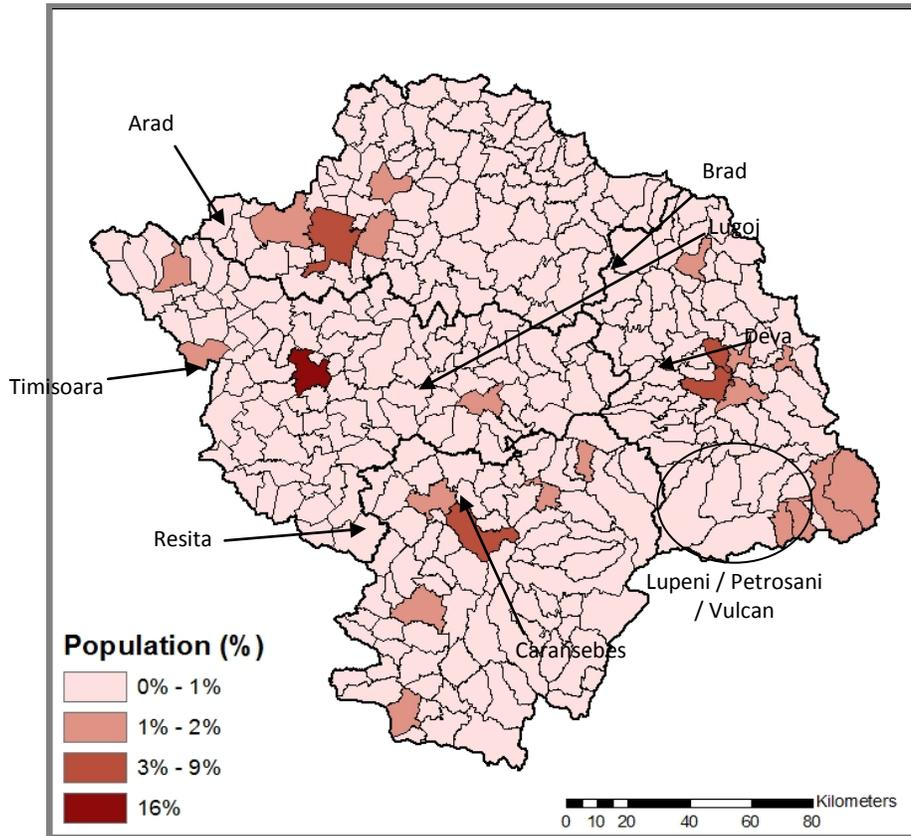 Arad
Brad
Lugoj
Deva
Timisoara
Resita
Lupeni / Petrosani
/ Vulcan
Caransebes
Population (%)
0% - 1%
1% - 2%
3% - 9%
16%
Kilometers
0 10 20 40 60 80